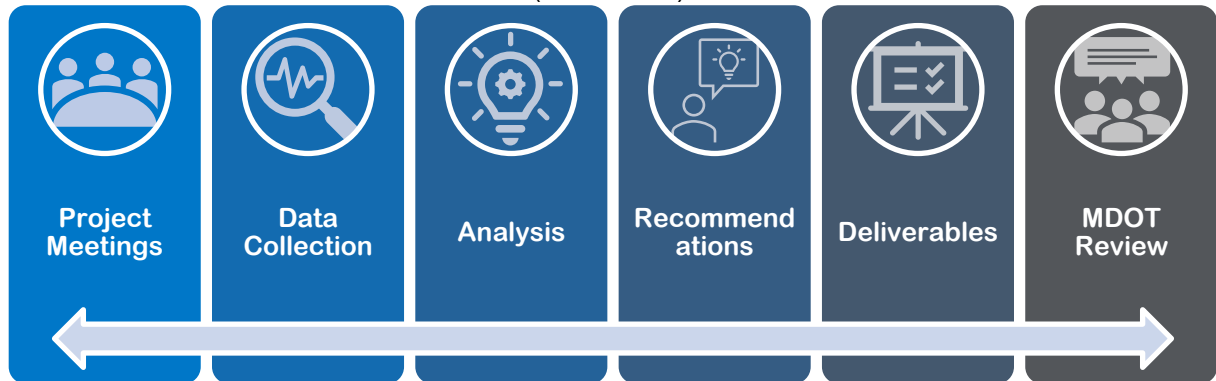 Project
Meetings
Data
Collection
Analysis
Recommend
ations
Deliverables
MDOT
Review